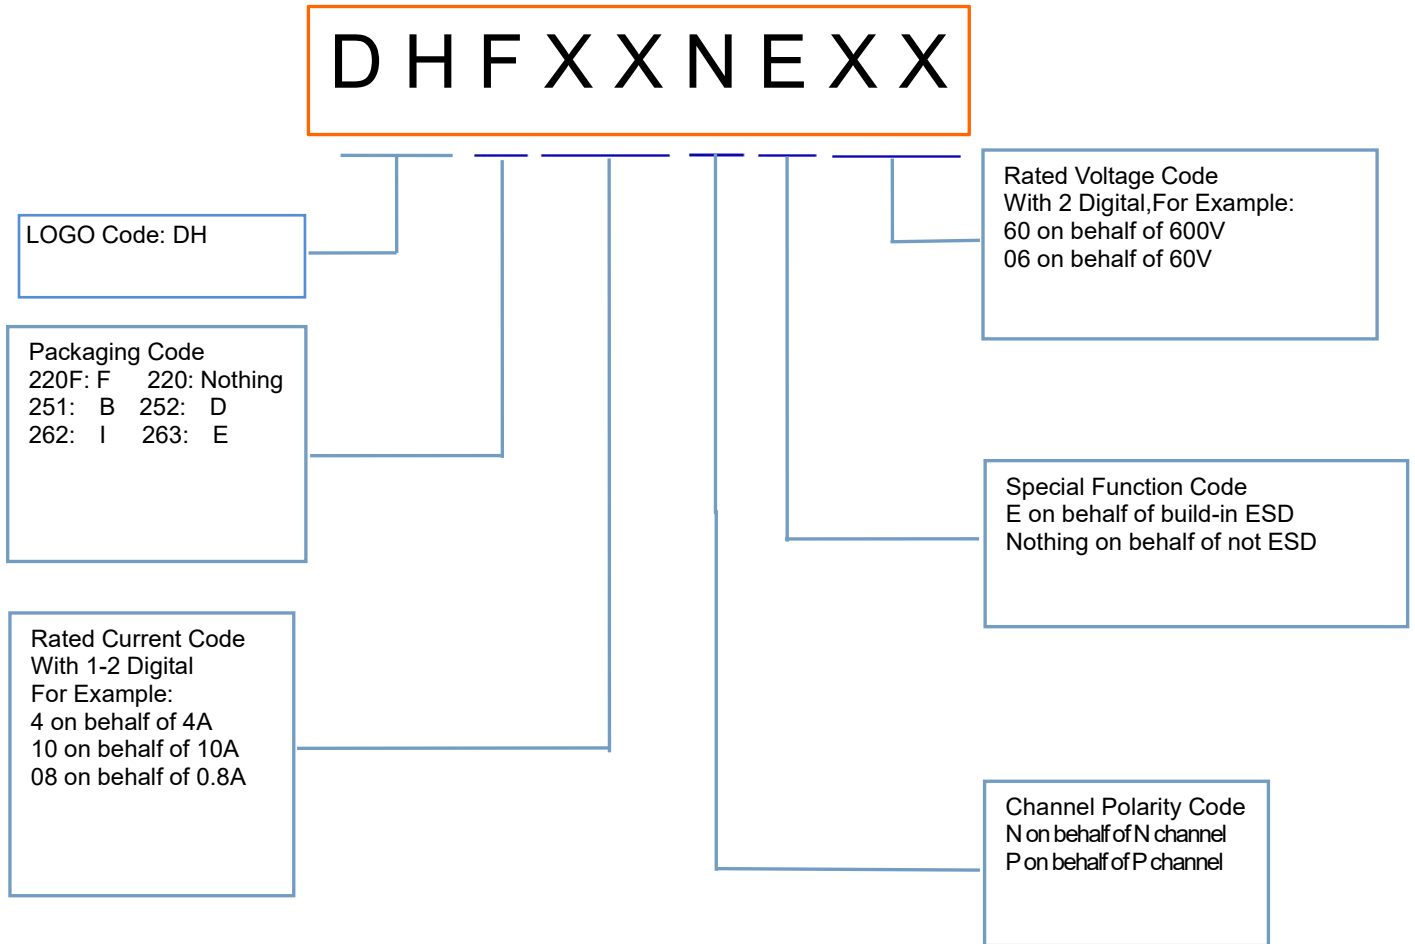 DHFXXNEXX
LOGO Code: DH
Packaging Code
220F: F 220: Nothing
251: B 252: D
262: I 263: E
Rated Current Code
With 1-2 Digital
For Example:
4 on behalf of 4A
10 on behalf of 10A
08 on behalf of 0.8A
Rated Voltage Code
With 2 Digital,For Example:
60 on behalf of 600V
06 on behalf of 60V
Special Function Code
E on behalf of build-in ESD
Nothing on behalf of not ESD
Channel Polarity Code
N on behalf of N channel
P on behalf of P channel